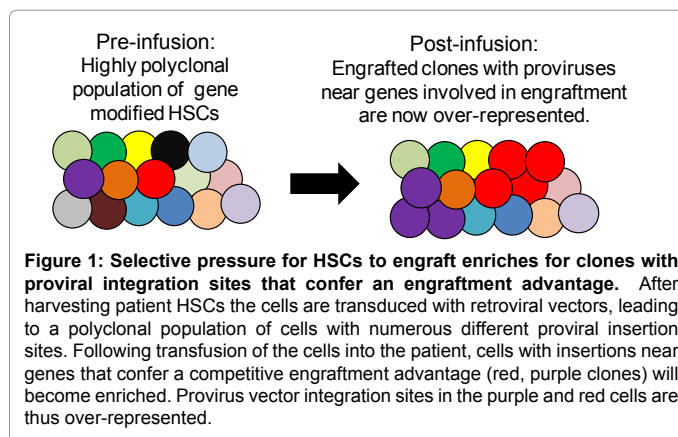 Pre-infusion:
Highly polyclonal
population of gene
modified HSCs
Post-infusion:
Engrafted clones with proviruses
near genes involved in engraftment
are now over-represented.
Figure 1: Selective pressure for HSCs to engraft enriches for clones with
proviral integration sites that confer an engraftment advantage. After
harvesting patient HSCs the cells are transduced with retroviral vectors, leading
to a polyclonal population of cells with numerous different proviral insertion
sites. Following transfusion of the cells into the patient, cells with insertions near
genes that confer a competitive engraftment advantage (red, purple clones) will
become enriched. Provirus vector integration sites in the purple and red cells are
thus over-represented.